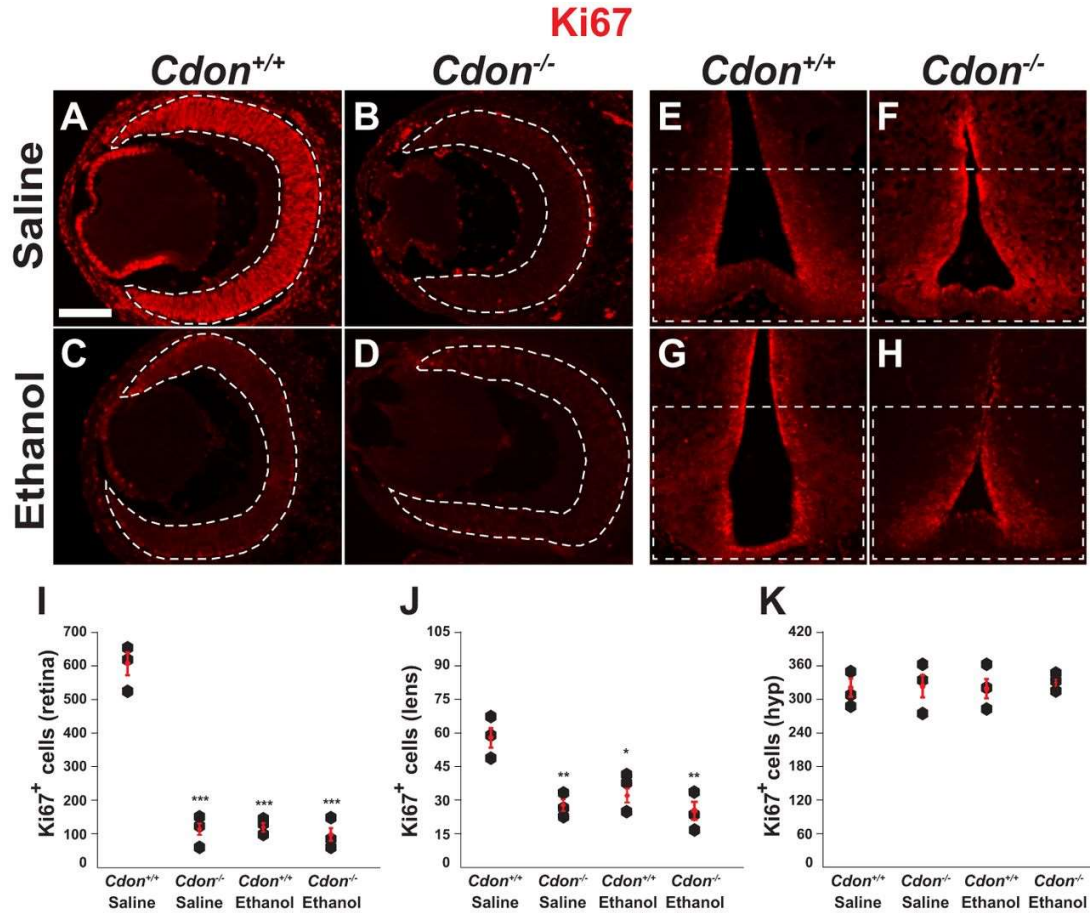 Ki67
Cdon+/+ Cdon-/- Cdon+/+ Cdon-/-
Saline
A B E F
Ethanol
C D G H
I J K
Ki67+ cells (retina)
700
600
500
400
300
200
100
0
*** *** ***
Cdon+/+ Cdon-/- Cdon+/+ Cdon-/-
Saline Saline Ethanol Ethanol
Ki67+ cells (lens)
105
90
75
60
45
30
15
0
** * **
Cdon+/+ Cdon-/- Cdon+/+ Cdon-/-
Saline Saline Ethanol Ethanol
Ki67+ cells (hyp)
420
360
300
240
180
120
60
0
Cdon+/+ Cdon-/- Cdon+/+ Cdon-/-
Saline Saline Ethanol Ethanol